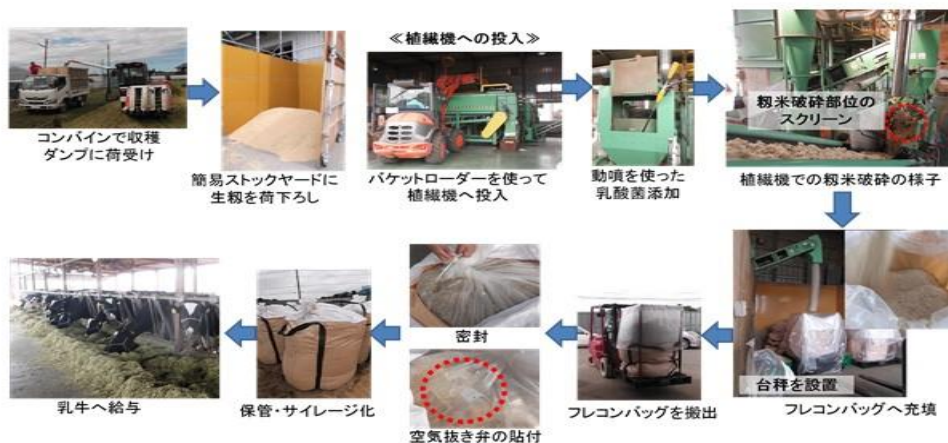 ≪植繊機への投入≫
コンバインで収穫
ダンプに荷受け
簡易ストックヤードに
生籾を荷下ろし
バケットローダーを使って
植繊機へ投入
動噴を使った
乳酸菌添加
籾米破砕部位の
スクリーン
植繊機での籾米破砕の様子
台秤を設置
フレコンバッグへ充填
フレコンバッグを搬出
密封
空気抜き弁の貼付
保管・サイレージ化
乳牛へ給与